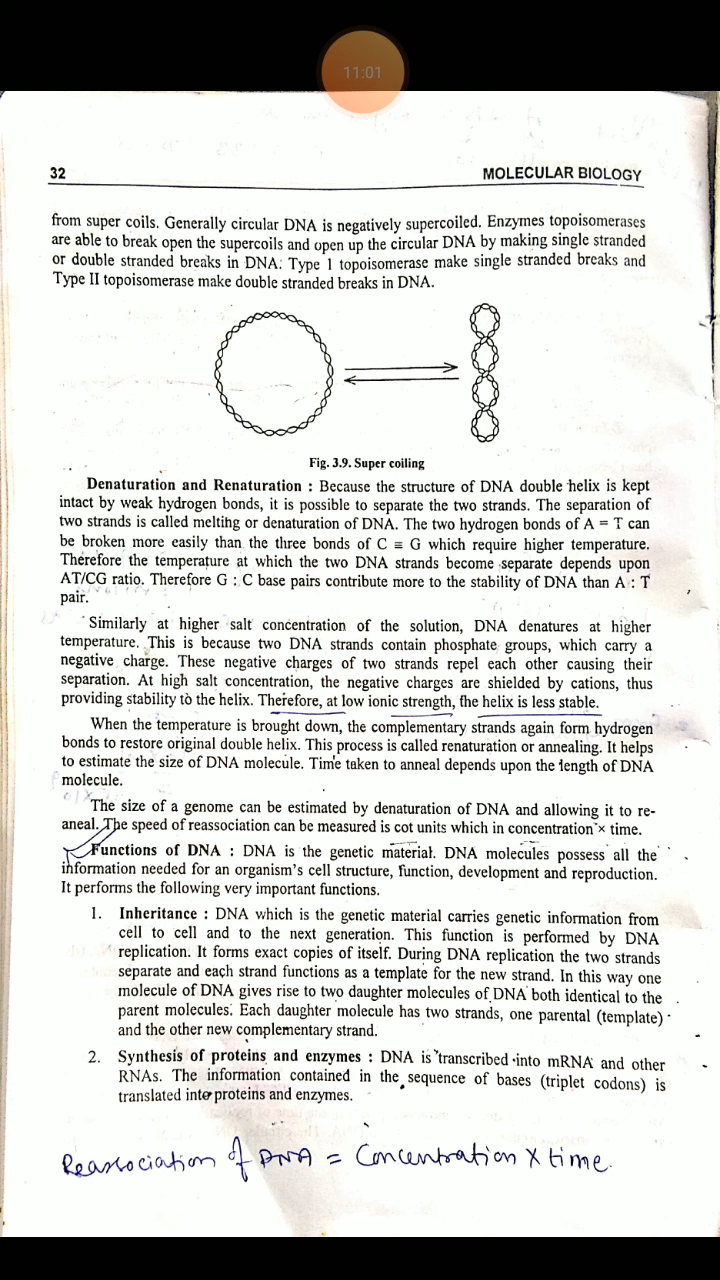 11:01
32 MOLECULAR BIOLOGY
from super coils. Generally circular DNA is negatively supercoiled. Enzymes topoisomerases
are able to break open the supercoils and open up the circular DNA by making single stranded
or double stranded breaks in DNA. Type I topoisomerase make single stranded breaks and
Type II topoisomerase make double stranded breaks in DNA.
Fig. 3.9. Super coiling
Denaturation and Renaturation : Because the structure of DNA double helix is kept
intact by weak hydrogen bonds, it is possible to separate the two strands. The separation of
two strands is called melting or denaturation of DNA. The two hydrogen bonds of A = T can
be broken more easily than the three bonds of C ≡ G which require higher temperature.
Therefore the temperature at which the two DNA strands become separate depends upon
AT/CG ratio. Therefore G : C base pairs contribute more to the stability of DNA than A : T
pair.
Similarly at higher salt concentration of the solution, DNA denatures at higher
temperature. This is because two DNA strands contain phosphate groups, which carry a
negative charge. These negative charges of two strands repel each other causing their
separation. At high salt concentration, the negative charges are shielded by cations, thus
providing stability to the helix. Therefore, at low ionic strength, the helix is less stable.
When the temperature is brought down, the complementary strands again form hydrogen
bonds to restore original double helix. This process is called renaturation or annealing. It helps
to estimate the size of DNA molecule. Time taken to anneal depends upon the length of DNA
molecule.
The size of a genome can be estimated by denaturation of DNA and allowing it to re-
aneal. The speed of reassociation can be measured is cot units which in concentration × time.
Functions of DNA : DNA is the genetic material. DNA molecules possess all the
information needed for an organism's cell structure, function, development and reproduction.
It performs the following very important functions.
1. Inheritance : DNA which is the genetic material carries genetic information from
cell to cell and to the next generation. This function is performed by DNA
replication. It forms exact copies of itself. During DNA replication the two strands
separate and each strand functions as a template for the new strand. In this way one
molecule of DNA gives rise to two daughter molecules of DNA both identical to the
parent molecules. Each daughter molecule has two strands, one parental (template)
and the other new complementary strand.
2. Synthesis of proteins and enzymes : DNA is transcribed into mRNA and other
RNAs. The information contained in the sequence of bases (triplet codons) is
translated into proteins and enzymes.
Reassociation of DNA = Concentration × time.